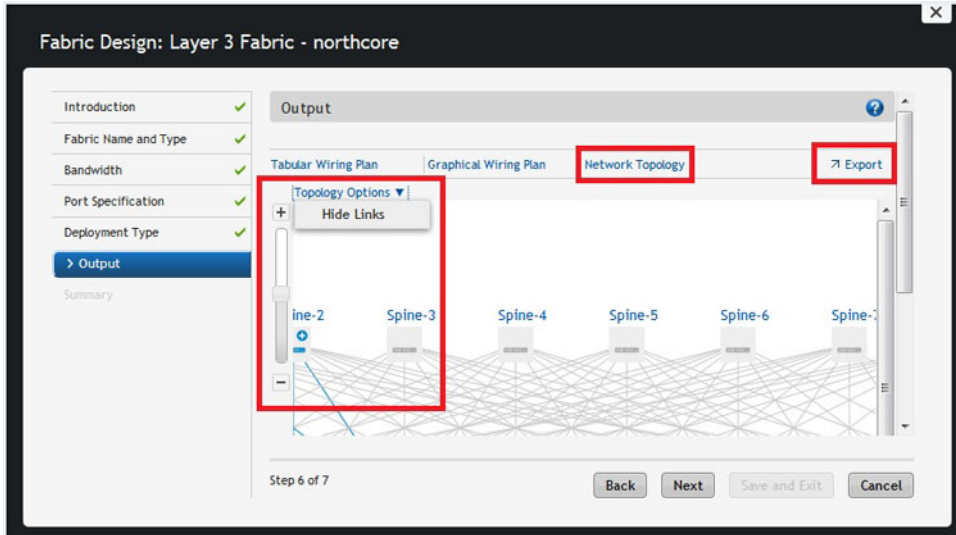 Fabric Design: Layer 3 Fabric - northcore
Introduction
Fabric Name and Type
Bandwidth
Port Specification
Deployment Type
> Output
Summary
Output
?
Tabular Wiring Plan
Graphical Wiring Plan
Network Topology
Export
Topology Options ▼
Hide Links
ine-2
Spine-3
Spine-4
Spine-5
Spine-6
Spine-
Step 6 of 7
Back
Next
Save and Exit
Cancel